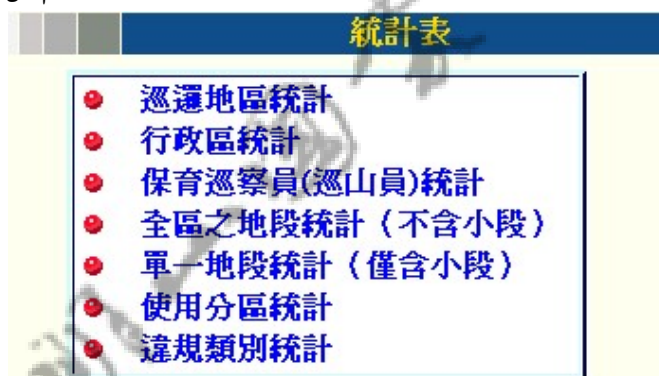 統計表
巡邏地區統計
行政區統計
保育巡察員(巡山員)統計
全區之地段統計（不含小段）
單一地段統計（僅含小段）
使用分區統計
違規類別統計